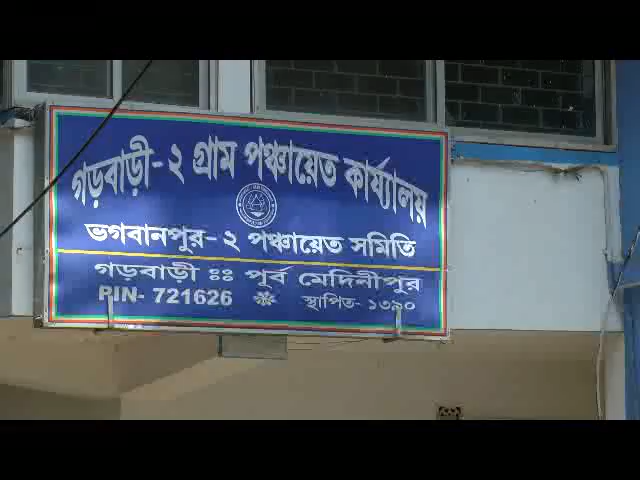 গড়বাড়ী-২ গ্রাম পঞ্চায়েত কার্য্যালয়
ভগবানপুর-২ পঞ্চায়েত সমিতি
গড়বাড়ী ঃঃ পূর্ব মেদিনীপুর
PIN- 721626 স্থাপিত- ১৩৯০